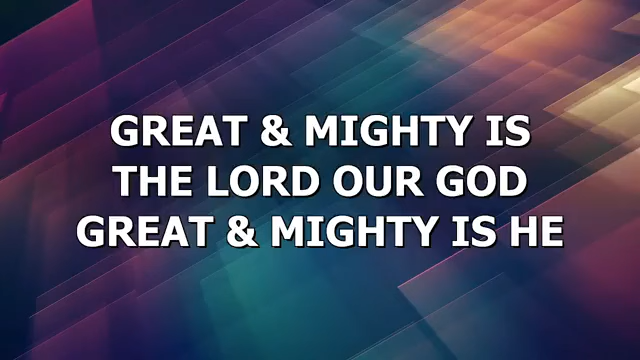 GREAT & MIGHTY IS
THE LORD OUR GOD
GREAT & MIGHTY IS HE